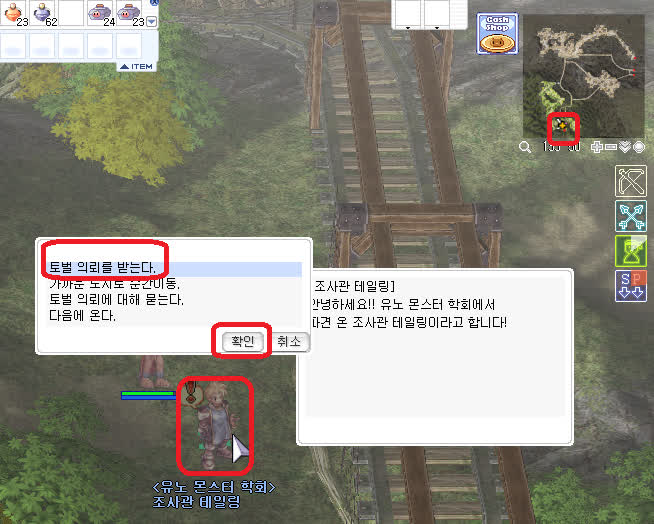 23
62
24
23
ITEM
Cash
Shop
토벌 의뢰를 받는다.
가까운 도시로 순간이동.
토벌 의뢰에 대해 묻는다.
다음에 온다.
확인
취소
조사관 테일링]
안녕하세요!! 유노 몬스터 학회에서
파견 온 조사관 테일링이라고 합니다!
S P
<유노 몬스터 학회>
조사관 테일링